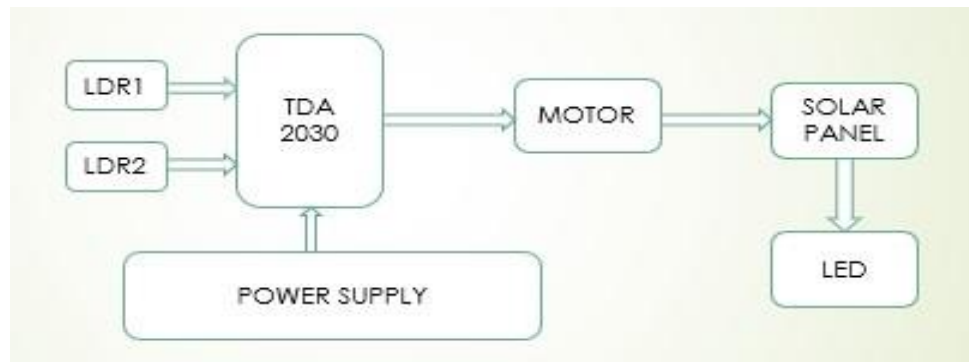 LDR1
LDR2
TDA
2030
MOTOR
SOLAR
PANEL
LED
POWER SUPPLY